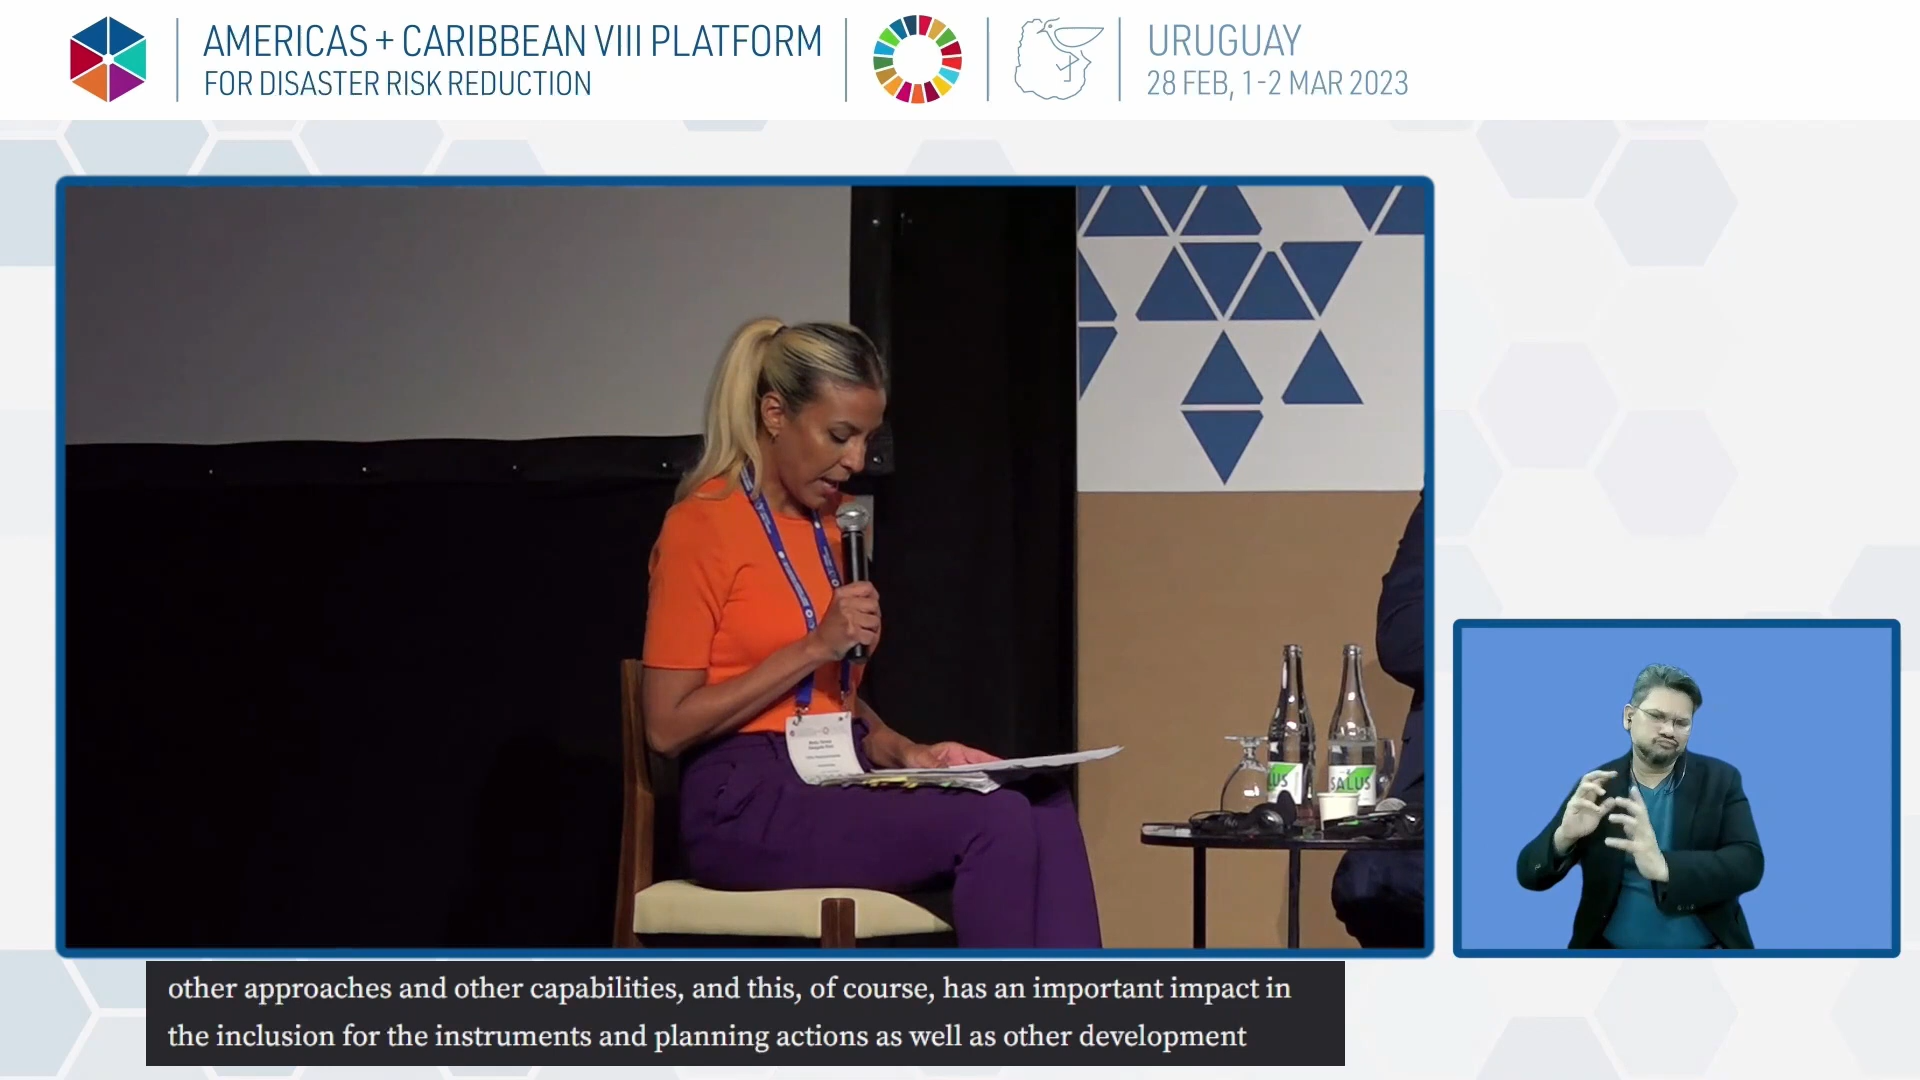 AMERICAS + CARIBBEAN VIII PLATFORM
FOR DISASTER RISK REDUCTION
URUGUAY
28 FEB, 1-2 MAR 2023
LUS
SALUS
other approaches and other capabilities, and this, of course, has an important impact in
the inclusion for the instruments and planning actions as well as other development